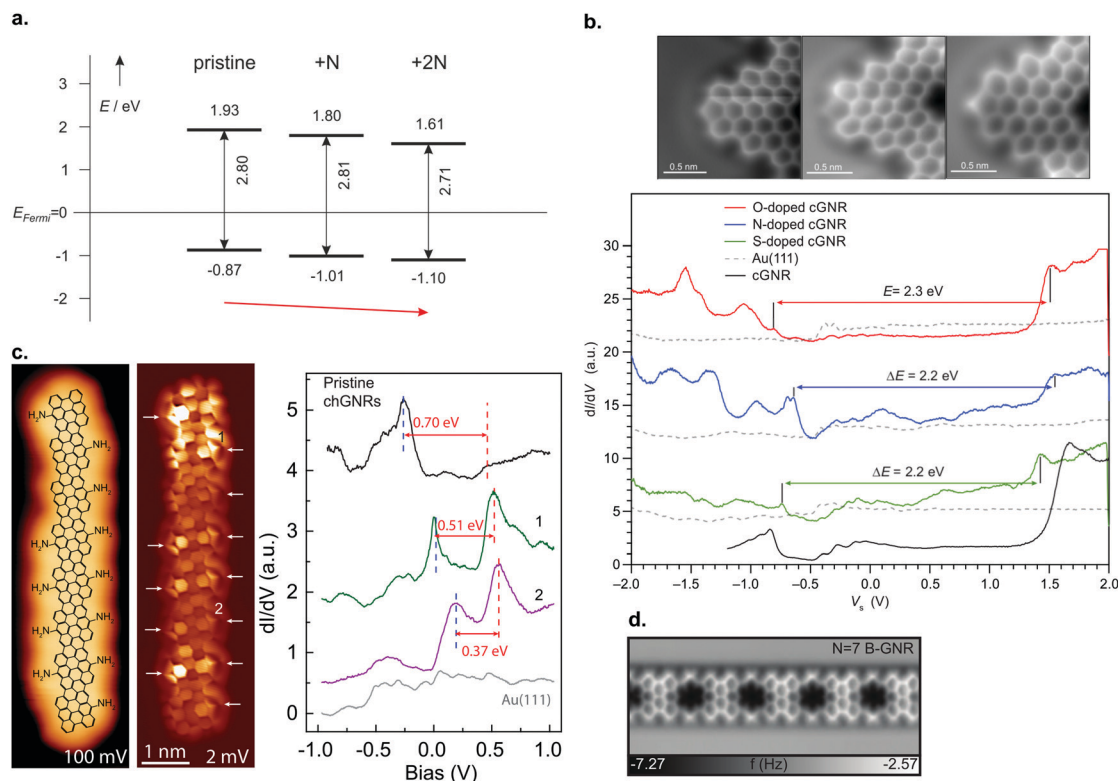 a.
pristine +N +2N
E / eV
3
2
1
E_Fermi=0
-1
-2
1.93 1.80 1.61
2.80 2.81 2.71
-0.87 -1.01 -1.10
b.
0.5 nm 0.5 nm 0.5 nm
O-doped cGNR
N-doped cGNR
S-doped cGNR
Au(111)
cGNR
30
25
20
15
10
5
0
dI/dV (a.u.)
E= 2.3 eV
ΔE = 2.2 eV
ΔE = 2.2 eV
−2.0 −1.5 −1.0 −0.5 0.0 0.5 1.0 1.5 2.0
V_s (V)
c.
H₂N
NH₂
NH₂
H₂N
NH₂
H₂N
NH₂
H₂N
NH₂
H₂N
NH₂
NH₂
100 mV
1
2
1 nm 2 mV
Pristine
chGNRs
5
4
3
2
1
0
dI/dV (a.u.)
0.70 eV
0.51 eV
1
2
0.37 eV
Au(111)
-1.0 -0.5 0.0 0.5 1.0
Bias (V)
d.
N=7 B-GNR
-7.27 f (Hz) -2.57